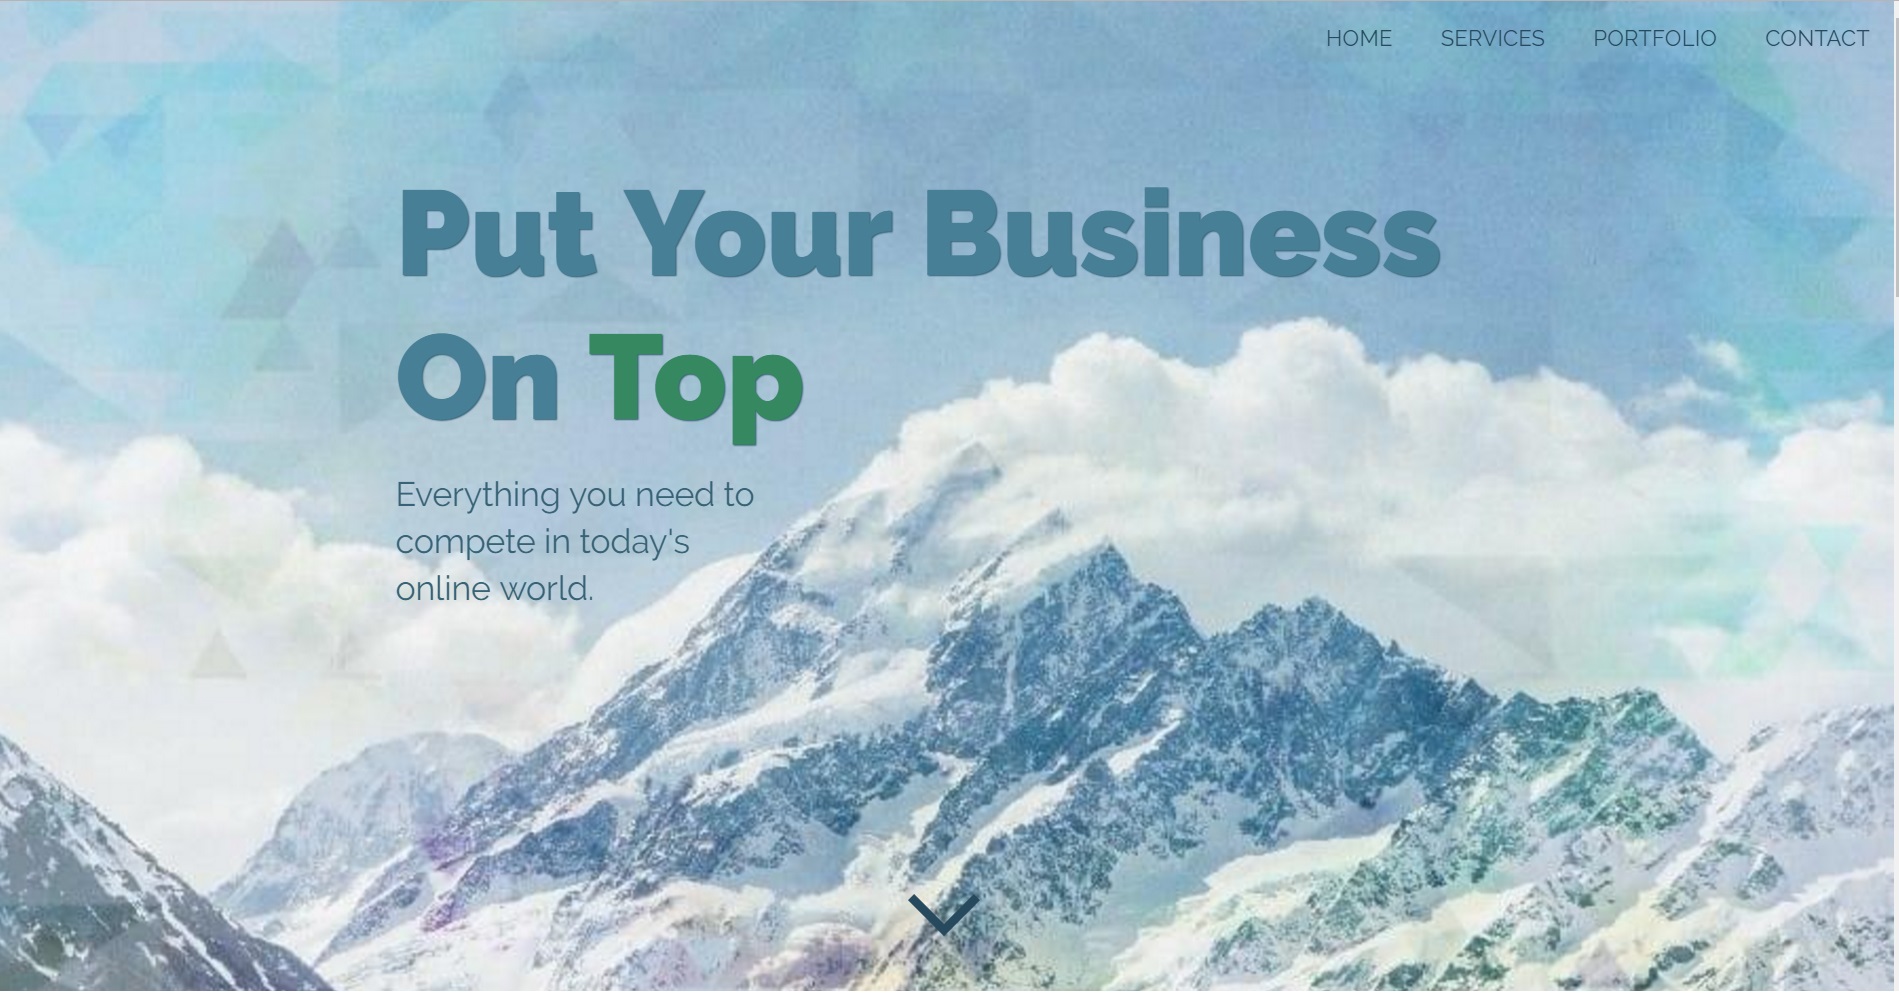 HOME SERVICES PORTFOLIO CONTACT
Put Your Business
On Top
Everything you need to
compete in today's
online world.